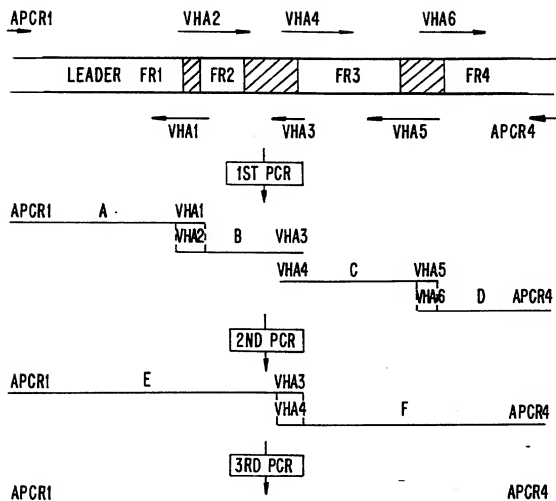 APCR1 VHA2 VHA4 VHA6
LEADER FR1 FR2 FR3 FR4
VHA1 VHA3 VHA5 APCR4
1ST PCR
APCR1 A VHA1
VHA2 B VHA3
VHA4 C VHA5
VHA6 D APCR4
2ND PCR
APCR1 E VHA3
VHA4 F APCR4
3RD PCR
APCR1 APCR4